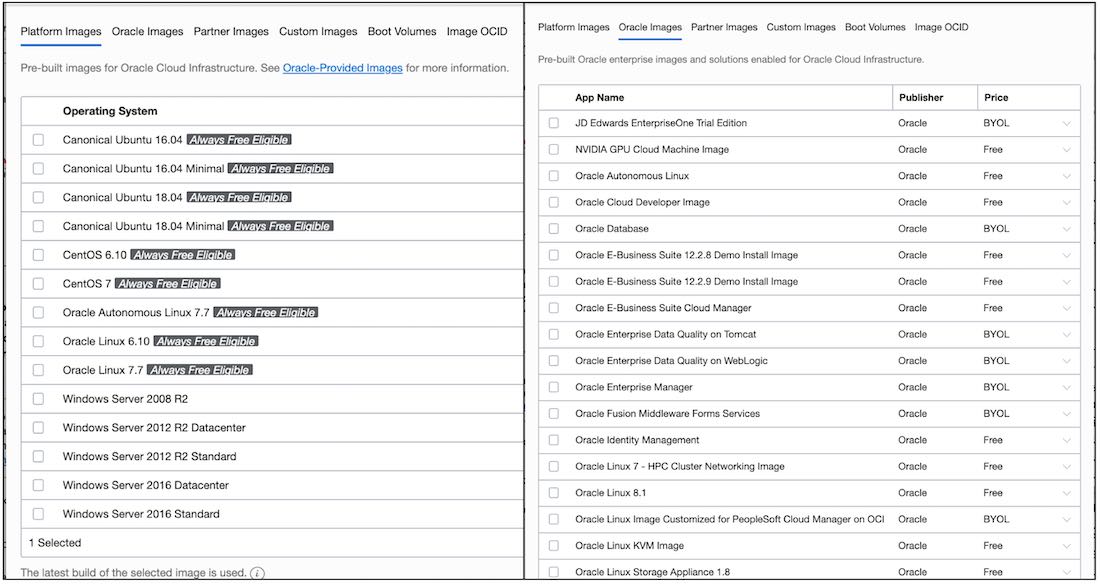 Platform Images Oracle Images Partner Images Custom Images Boot Volumes Image OCID
Pre-built images for Oracle Cloud Infrastructure. See Oracle-Provided Images for more information.
Operating System
Canonical Ubuntu 16.04 Always Free Eligible
Canonical Ubuntu 16.04 Minimal Always Free Eligible
Canonical Ubuntu 18.04 Always Free Eligible
Canonical Ubuntu 18.04 Minimal Always Free Eligible
CentOS 6.10 Always Free Eligible
CentOS 7 Always Free Eligible
Oracle Autonomous Linux 7.7 Always Free Eligible
Oracle Linux 6.10 Always Free Eligible
Oracle Linux 7.7 Always Free Eligible
Windows Server 2008 R2
Windows Server 2012 R2 Datacenter
Windows Server 2012 R2 Standard
Windows Server 2016 Datacenter
Windows Server 2016 Standard
1 Selected
The latest build of the selected image is used. i
Platform Images Oracle Images Partner Images Custom Images Boot Volumes Image OCID
Pre-built Oracle enterprise images and solutions enabled for Oracle Cloud Infrastructure.
App Name Publisher Price
JD Edwards EnterpriseOne Trial Edition Oracle BYOL
NVIDIA GPU Cloud Machine Image Oracle Free
Oracle Autonomous Linux Oracle Free
Oracle Cloud Developer Image Oracle Free
Oracle Database Oracle BYOL
Oracle E-Business Suite 12.2.8 Demo Install Image Oracle Free
Oracle E-Business Suite 12.2.9 Demo Install Image Oracle Free
Oracle E-Business Suite Cloud Manager Oracle Free
Oracle Enterprise Data Quality on Tomcat Oracle BYOL
Oracle Enterprise Data Quality on WebLogic Oracle BYOL
Oracle Enterprise Manager Oracle BYOL
Oracle Fusion Middleware Forms Services Oracle BYOL
Oracle Identity Management Oracle Free
Oracle Linux 7 - HPC Cluster Networking Image Oracle Free
Oracle Linux 8.1 Oracle Free
Oracle Linux Image Customized for PeopleSoft Cloud Manager on OCI Oracle BYOL
Oracle Linux KVM Image Oracle Free
Oracle Linux Storage Appliance 1.8 Oracle Free